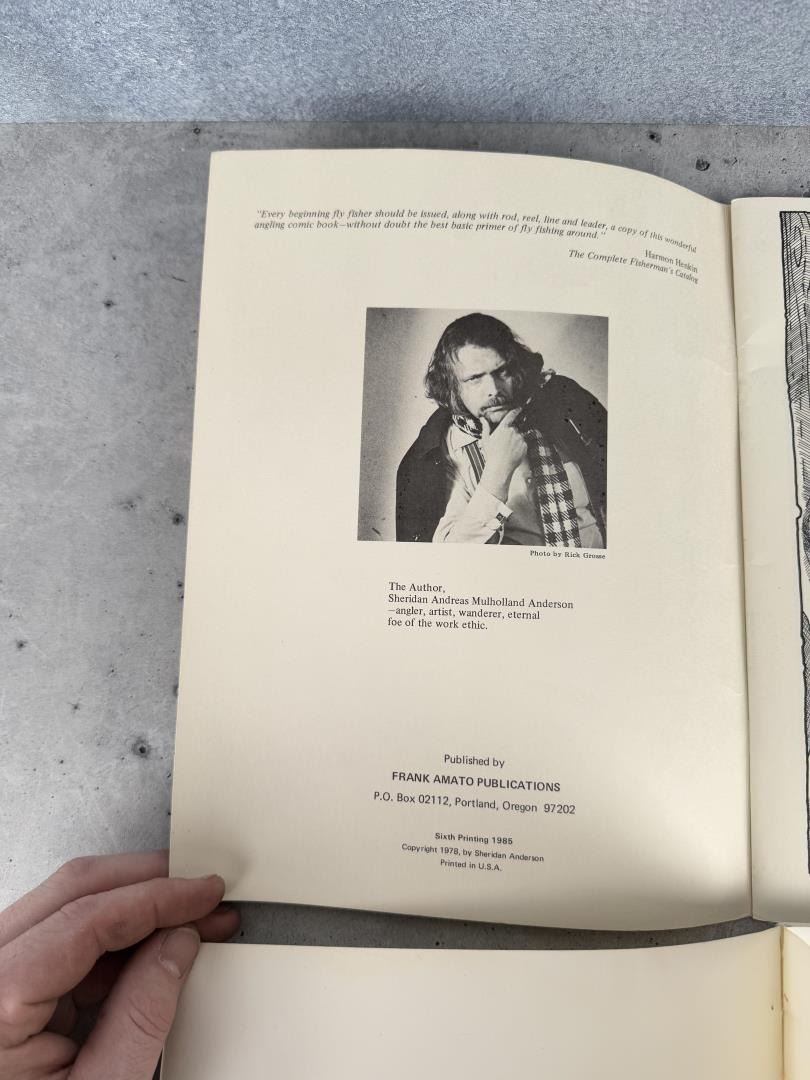 "Every beginning fly fisher should be issued, along with rod, reel, line and leader, a copy of this wonderful
angling comic book—without doubt the best basic primer of fly fishing around."
Harmon Henkin
The Complete Fisherman's Catalog
Photo by Rick Grosse
The Author,
Sheridan Andreas Mulholland Anderson
—angler, artist, wanderer, eternal
foe of the work ethic.
Published by
FRANK AMATO PUBLICATIONS
P.O. Box 02112, Portland, Oregon 97202
Sixth Printing 1985
Copyright 1978, by Sheridan Anderson
Printed in U.S.A.